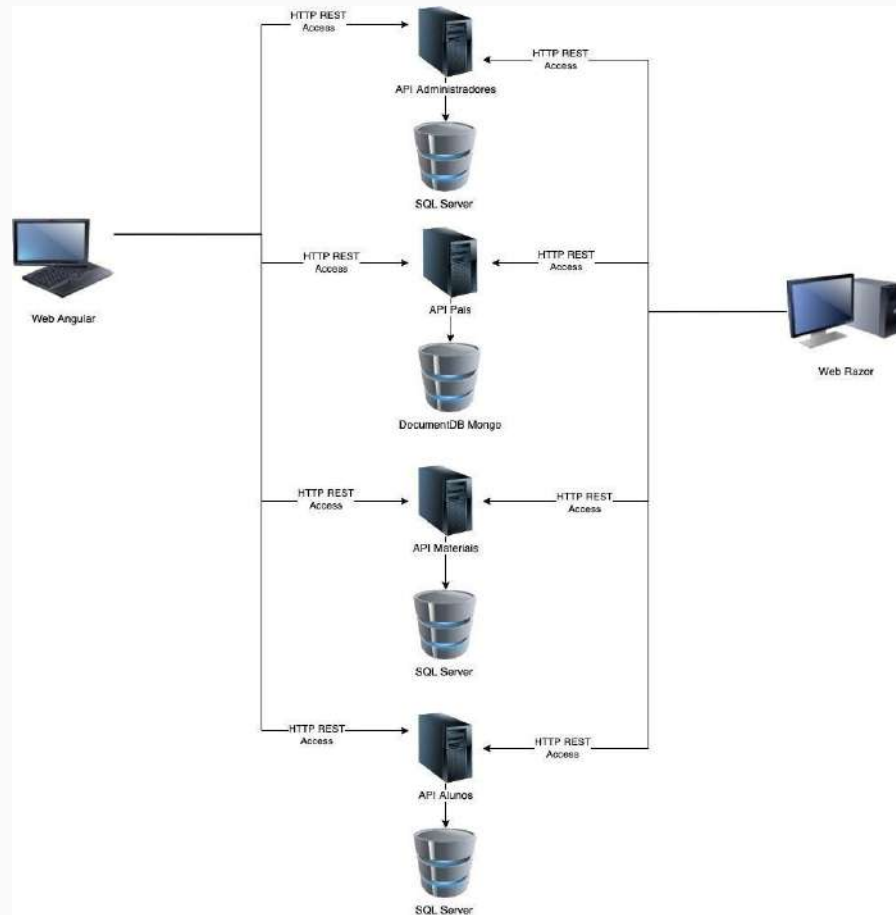 HTTP REST
Access
HTTP REST
Access
API Administradores
SQL Server
HTTP REST
Access
HTTP REST
Access
API Pais
Web Angular
Web Razor
DocumentDB Mongo
HTTP REST
Access
HTTP REST
Access
API Materiais
SQL Server
HTTP REST
Access
HTTP REST
Access
API Alunos
SQL Server